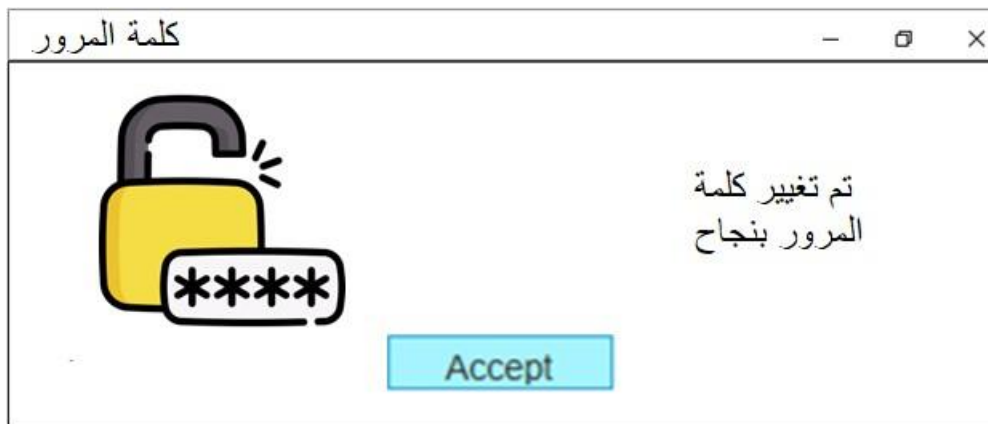 كلمة المرور
تم تغيير كلمة
المرور بنجاح
****
Accept